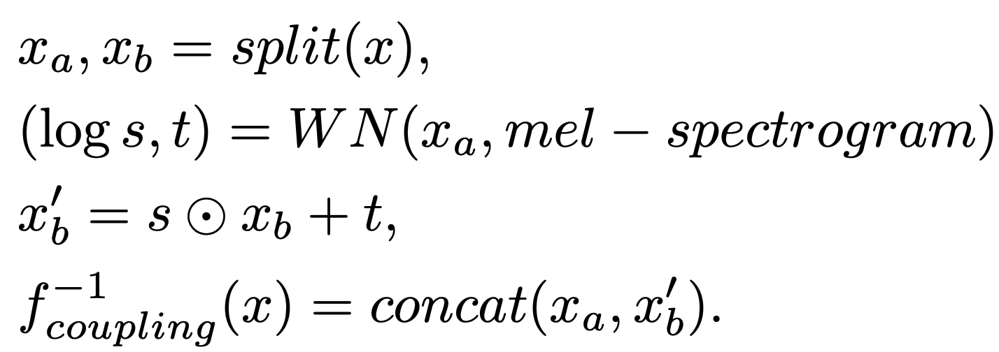 x_a, x_b = split(x),
(log s, t) = WN(x_a, mel − spectrogram)
x'_b = s ⊙ x_b + t,
f^{-1}_{coupling}(x) = concat(x_a, x'_b).